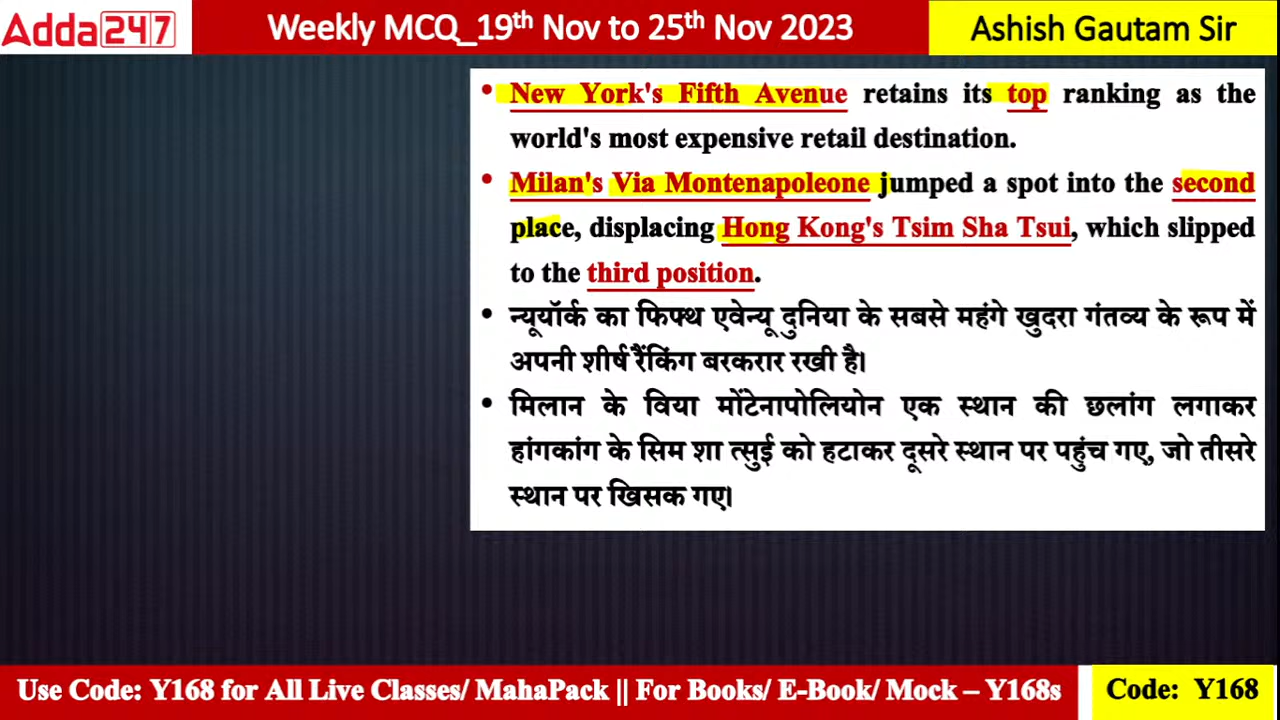 Adda247
Weekly MCQ_19th Nov to 25th Nov 2023
Ashish Gautam Sir
• New York's Fifth Avenue retains its top ranking as the
world's most expensive retail destination.
• Milan's Via Montenapoleone jumped a spot into the second
place, displacing Hong Kong's Tsim Sha Tsui, which slipped
to the third position.
• न्यूयॉर्क का फिफ्थ एवेन्यू दुनिया के सबसे महंगे खुदरा गंतव्य के रूप में
अपनी शीर्ष रैंकिंग बरकरार रखी है।
• मिलान के विया मोंटेनापोलियोन एक स्थान की छलांग लगाकर
हांगकांग के सिम शा त्सुई को हटाकर दूसरे स्थान पर पहुंच गए, जो तीसरे
स्थान पर खिसक गए।
Use Code: Y168 for All Live Classes/ MahaPack || For Books/ E-Book/ Mock – Y168s
Code: Y168